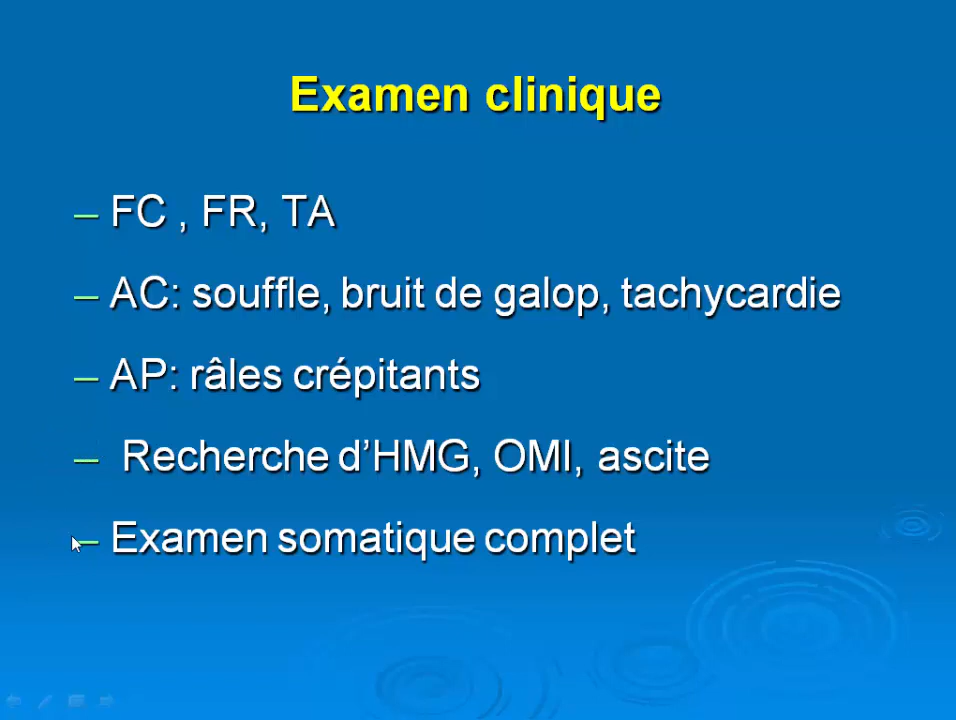 Examen clinique
– FC , FR, TA
– AC: souffle, bruit de galop, tachycardie
– AP: râles crépitants
– Recherche d’HMG, OMI, ascite
– Examen somatique complet